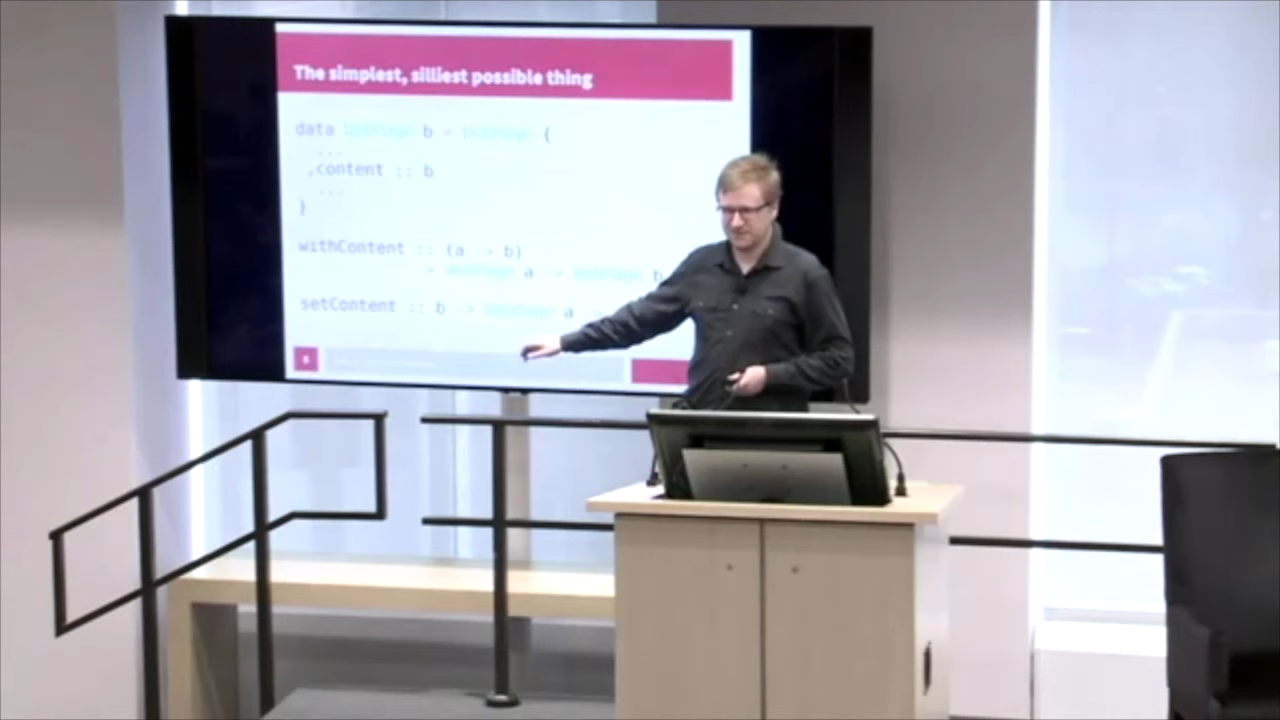 The simplest, silliest possible thing
data WebPage b = WebPage {
...
,content :: b
...
}
withContent :: (a -> b)
-> WebPage a -> WebPage b
setContent :: b -> WebPage a ->